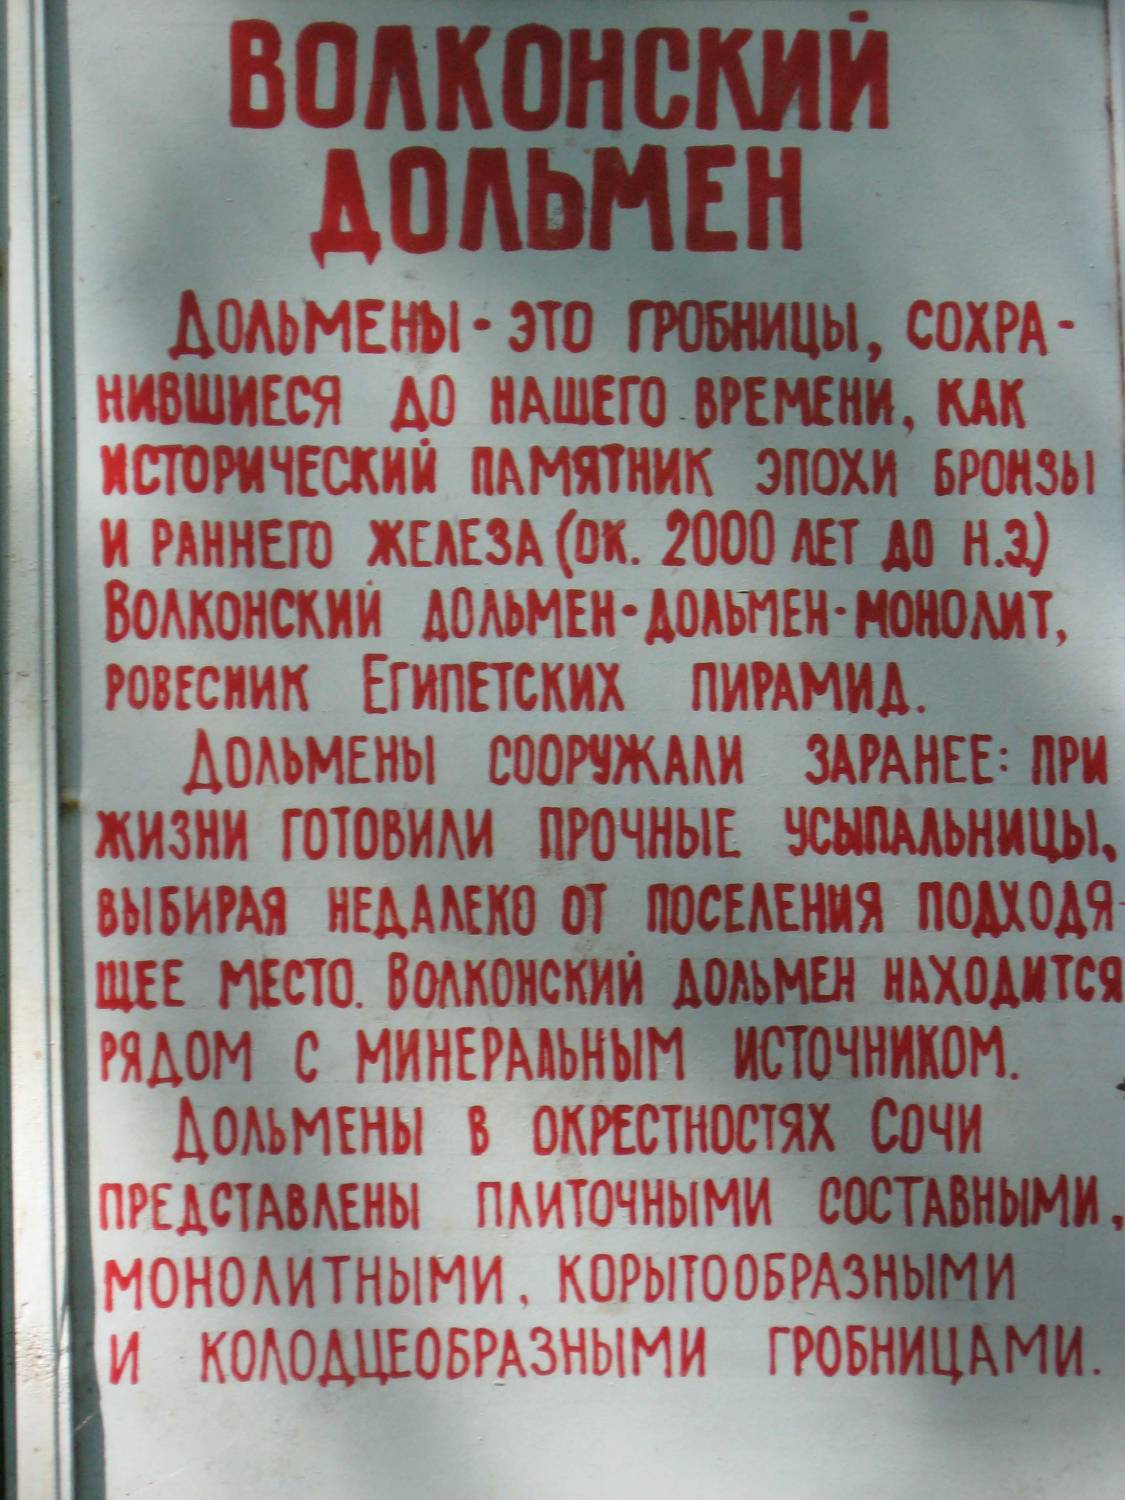 ВОЛКОНСКИЙ
ДОЛЬМЕН
ДОЛЬМЕНЫ - ЭТО ГРОБНИЦЫ, СОХРА-
НИВШИЕСЯ ДО НАШЕГО ВРЕМЕНИ, КАК
ИСТОРИЧЕСКИЙ ПАМЯТНИК ЭПОХИ БРОНЗЫ
И РАННЕГО ЖЕЛЕЗА (ОК. 2000 ЛЕТ ДО Н.Э.)
ВОЛКОНСКИЙ ДОЛЬМЕН - ДОЛЬМЕН - МОНОЛИТ,
РОВЕСНИК ЕГИПЕТСКИХ ПИРАМИД.
ДОЛЬМЕНЫ СООРУЖАЛИ ЗАРАНЕЕ: ПРИ
ЖИЗНИ ГОТОВИЛИ ПРОЧНЫЕ УСЫПАЛЬНИЦЫ,
ВЫБИРАЯ НЕДАЛЕКО ОТ ПОСЕЛЕНИЯ ПОДХОДЯ-
ЩЕЕ МЕСТО. ВОЛКОНСКИЙ ДОЛЬМЕН НАХОДИТСЯ
РЯДОМ С МИНЕРАЛЬНЫМ ИСТОЧНИКОМ.
ДОЛЬМЕНЫ В ОКРЕСТНОСТЯХ СОЧИ
ПРЕДСТАВЛЕНЫ ПЛИТОЧНЫМИ СОСТАВНЫМИ,
МОНОЛИТНЫМИ, КОРЫТООБРАЗНЫМИ
И КОЛОДЦЕОБРАЗНЫМИ ГРОБНИЦАМИ.